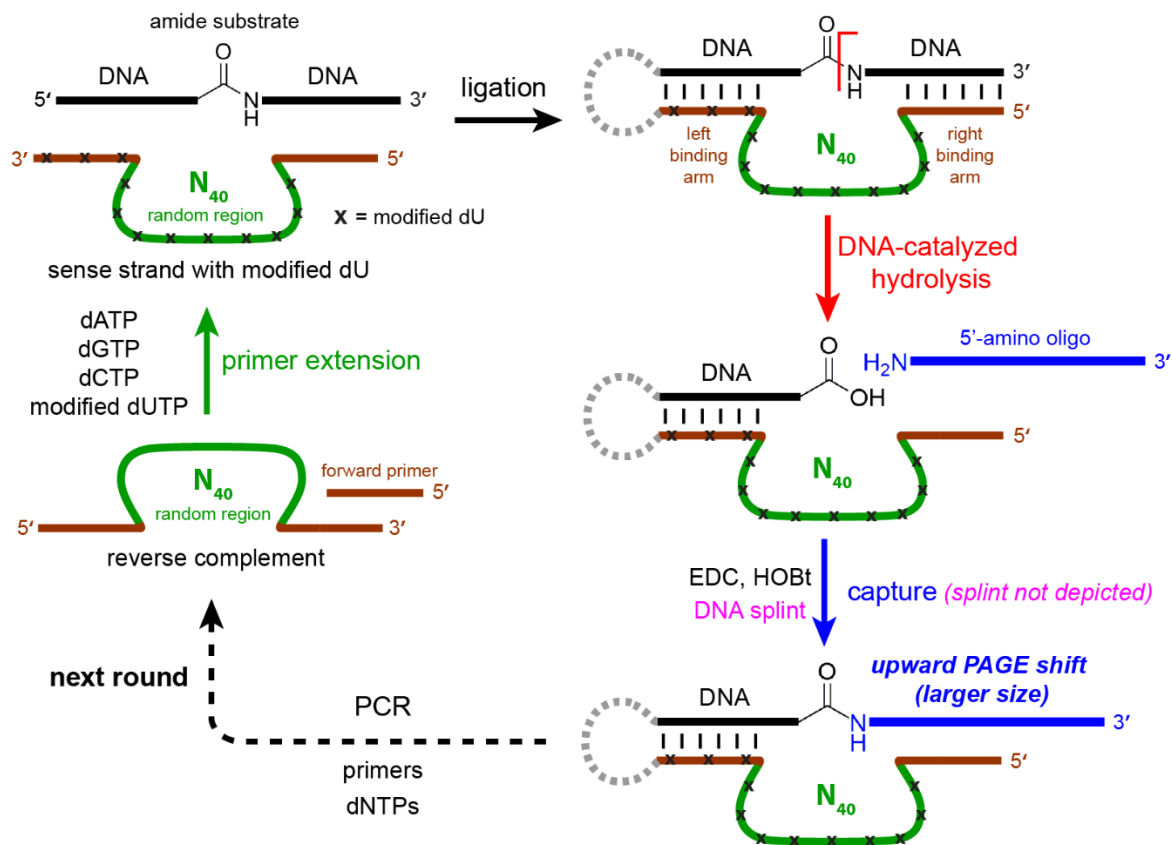 amide substrate
O
DNA
DNA
N
H
5‘
3‘
3‘
5‘
N40
random region
x = modified dU
sense strand with modified dU
ligation
DNA
O
DNA
N
H
3‘
5‘
left
binding
arm
N40
right
binding
arm
DNA-catalyzed
hydrolysis
DNA
O
OH
H2N
5’-amino oligo
3’
5‘
N40
EDC, HOBt
DNA splint
capture (splint not depicted)
DNA
O
N
H
upward PAGE shift
(larger size)
3’
5‘
N40
PCR
primers
dNTPs
next round
dATP
dGTP
dCTP
modified dUTP
primer extension
N40
random region
forward primer
5’
5‘
3‘
reverse complement